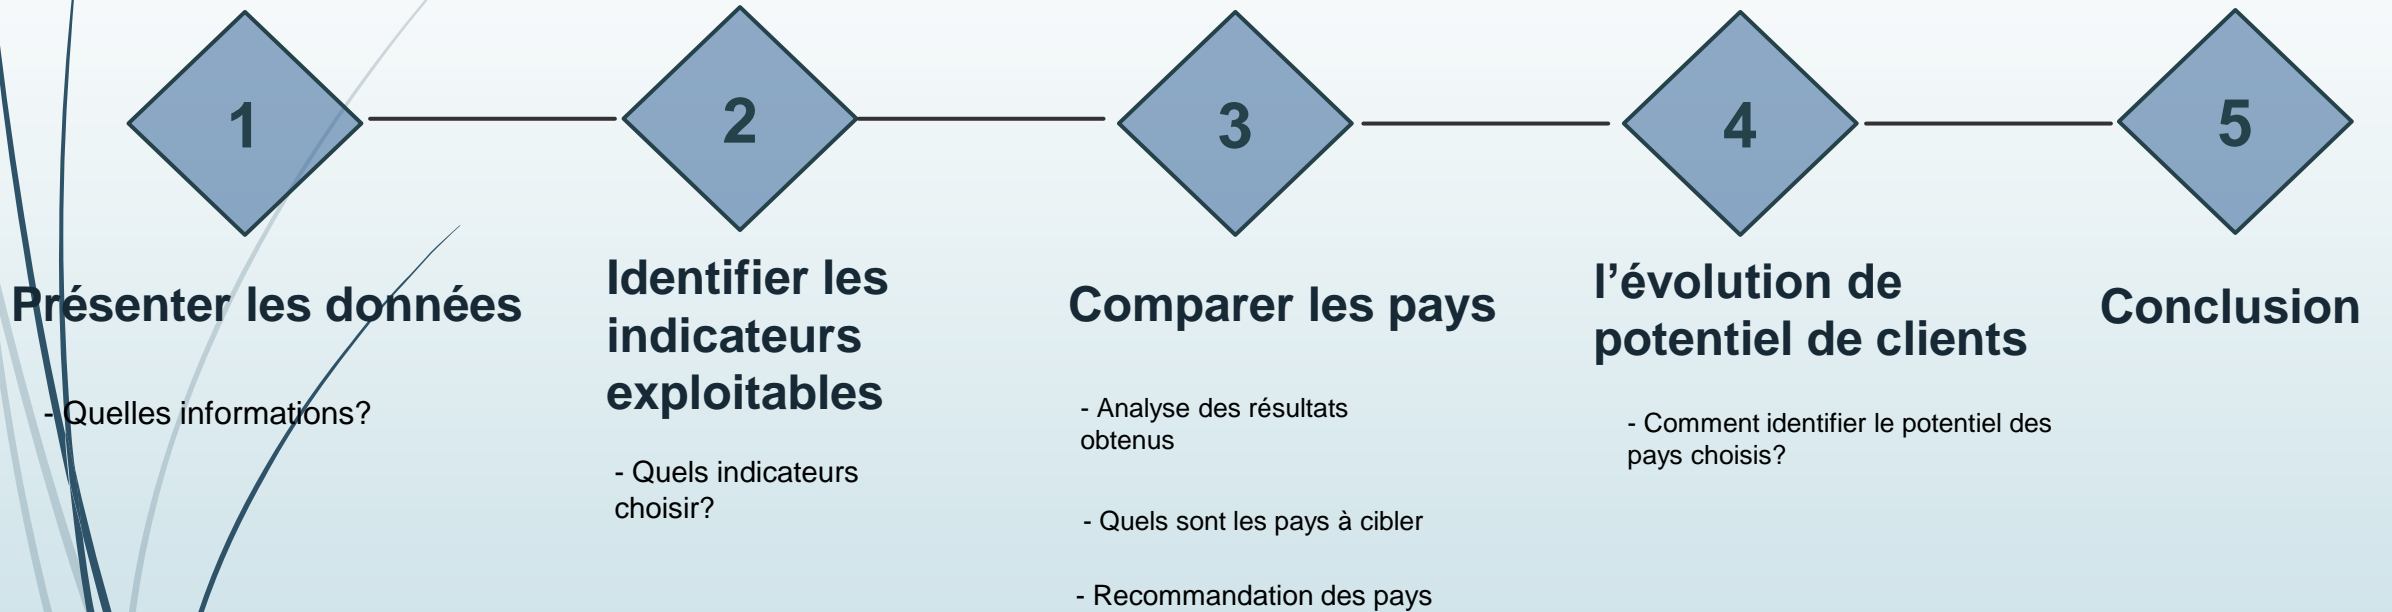 1
2
3
4
5
Présenter les données
- Quelles informations?
Identifier les
indicateurs
exploitables
- Quels indicateurs
choisir?
Comparer les pays
- Analyse des résultats
obtenus
- Quels sont les pays à cibler
- Recommandation des pays
l’évolution de
potentiel de clients
- Comment identifier le potentiel des
pays choisis?
Conclusion